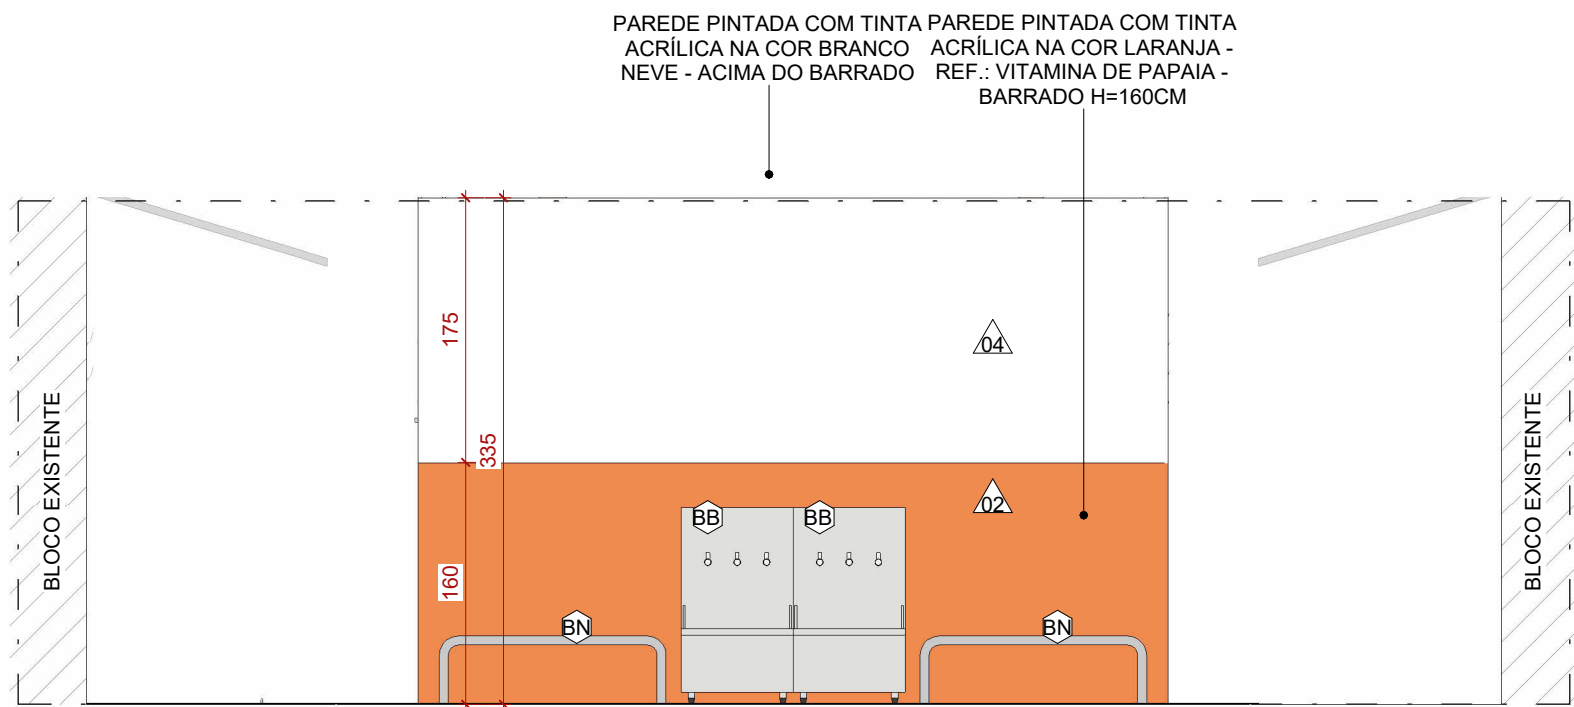 PAREDE PINTADA COM TINTA
ACRÍLICA NA COR BRANCO
NEVE - ACIMA DO BARRADO
PAREDE PINTADA COM TINTA
ACRÍLICA NA COR LARANJA -
REF.: VITAMINA DE PAPAIA -
BARRADO H=160CM
175
04
BLOCO EXISTENTE
335
BLOCO EXISTENTE
02
BB
BB
160
BN
BN